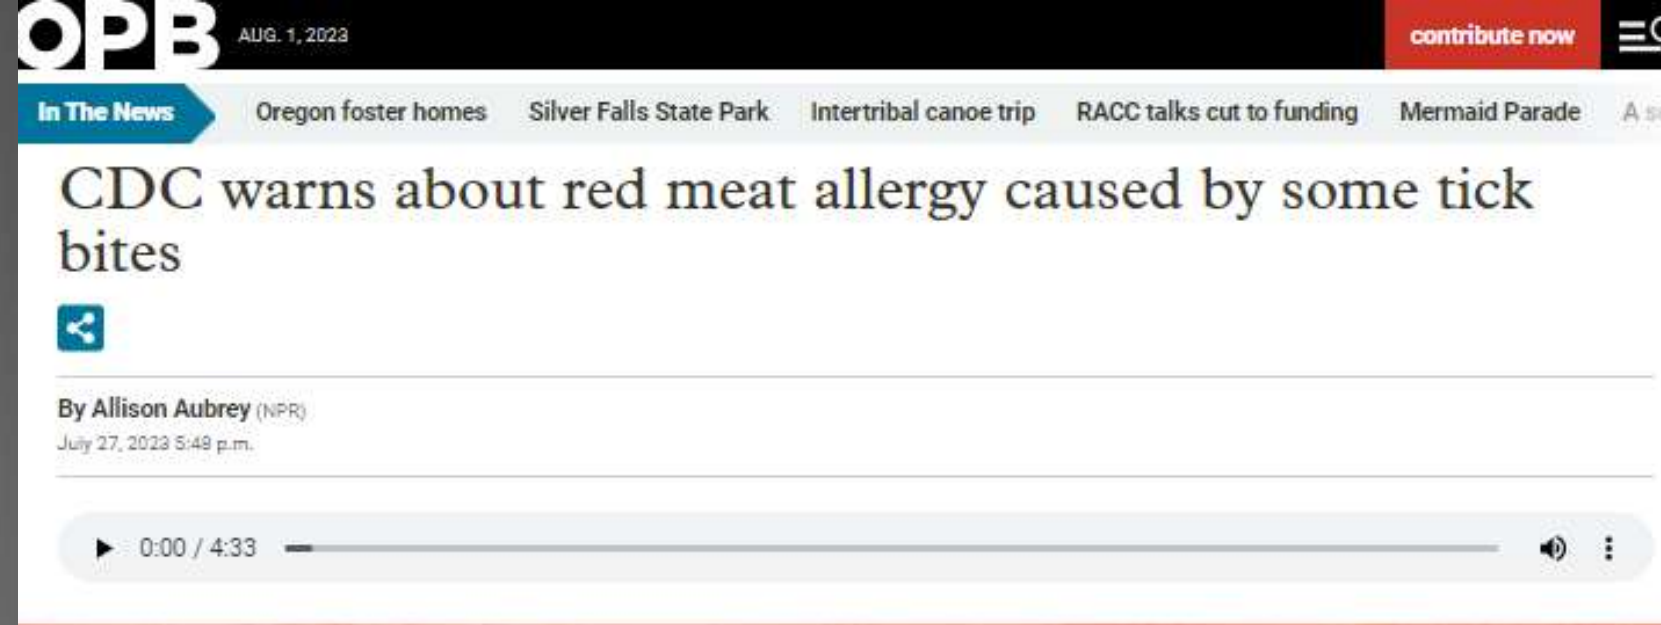 OPB
AUG. 1, 2023
contribute now
In The News
Oregon foster homes
Silver Falls State Park
Intertribal canoe trip
RACC talks cut to funding
Mermaid Parade
A
CDC warns about red meat allergy caused by some tick
bites
By Allison Aubrey (NPR)
July 27, 2023 5:49 p.m.
0:00 / 4:33